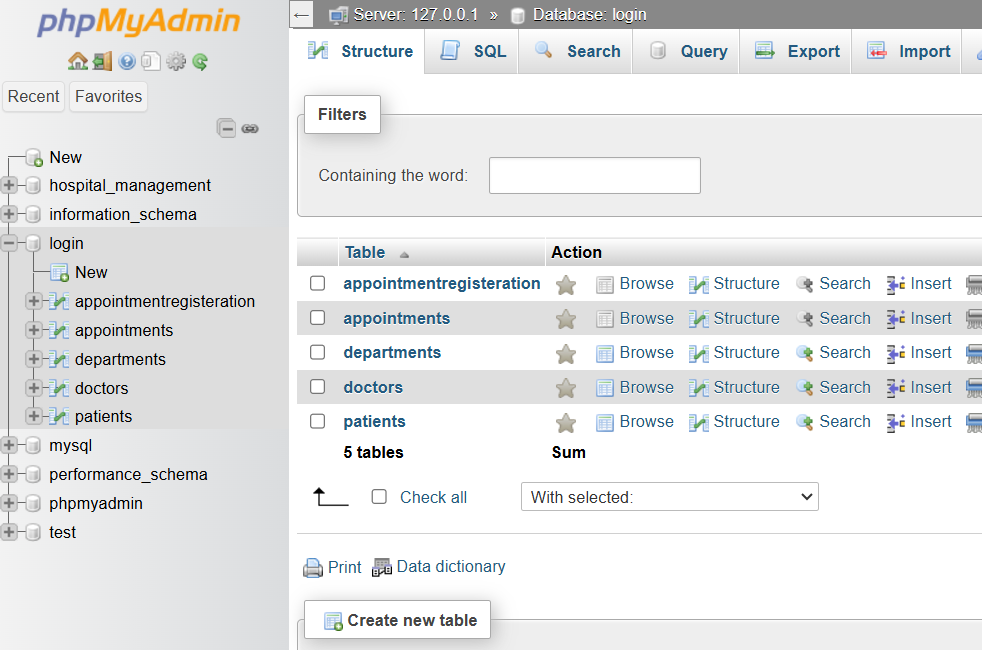 phpMyAdmin
Recent Favorites
New
hospital_management
information_schema
login
New
appointmentregisteration
appointments
departments
doctors
patients
mysql
performance_schema
phpmyadmin
test
Server: 127.0.0.1 » Database: login
Structure SQL Search Query Export Import
Filters
Containing the word:
Table Action
appointmentregisteration Browse Structure Search Insert
appointments Browse Structure Search Insert
departments Browse Structure Search Insert
doctors Browse Structure Search Insert
patients Browse Structure Search Insert
5 tables Sum
Check all With selected:
Print Data dictionary
Create new table